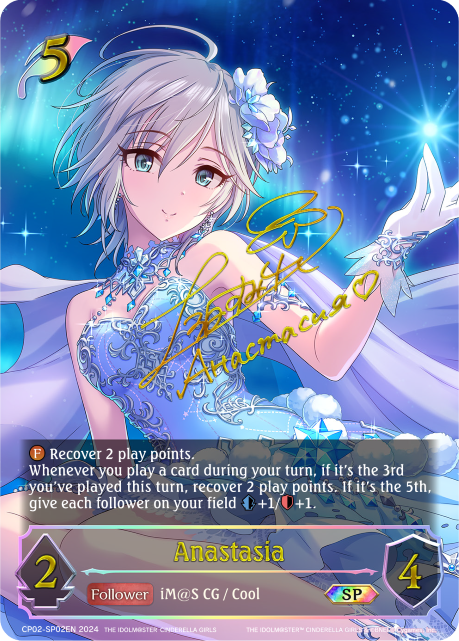 5
Анастасия♡
F Recover 2 play points.
Whenever you play a card during your turn, if it's the 3rd
you've played this turn, recover 2 play points. If it's the 5th,
give each follower on your field +1/+1.
Anastasia
2
Follower iM@S CG / Cool
SP
4
CP02-SP02EN 2024 THE IDOLM@STER CINDERELLA GIRLS